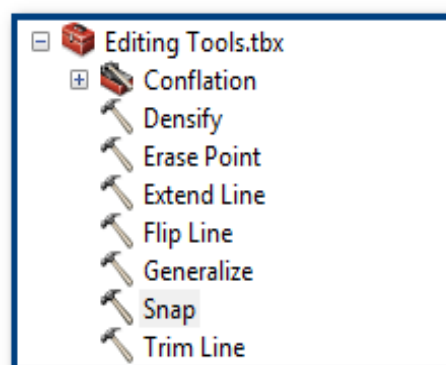 Editing Tools.tbx
Conflation
Densify
Erase Point
Extend Line
Flip Line
Generalize
Snap
Trim Line